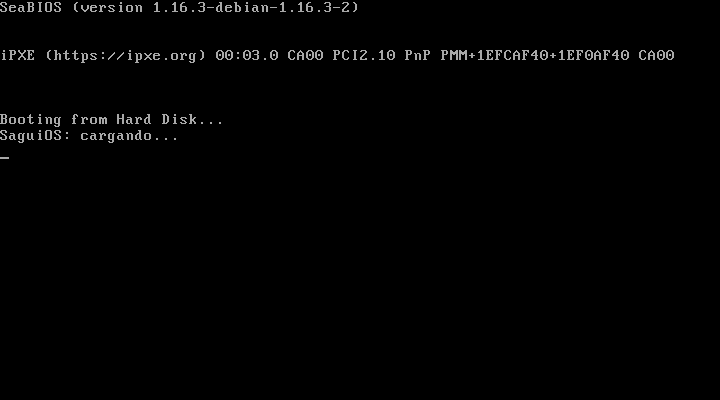 SeaBIOS (version 1.16.3-debian-1.16.3-2)
iPXE (https://ipxe.org) 00:03.0 CA00 PCI2.10 PnP PMM+1EFCAF40+1EF0AF40 CA00
Booting from Hard Disk...
SaguiOS: cargando...